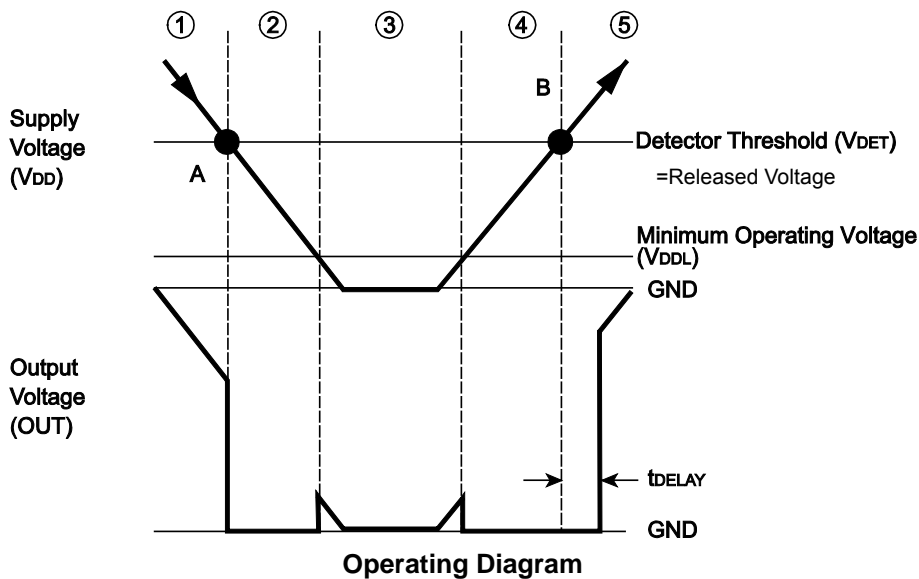 ① ② ③ ④ ⑤
B
Supply
Voltage
(VDD)
A
Detector Threshold (VDET)
=Released Voltage
Minimum Operating Voltage
(VDDL)
GND
Output
Voltage
(OUT)
tDELAY
GND
Operating Diagram